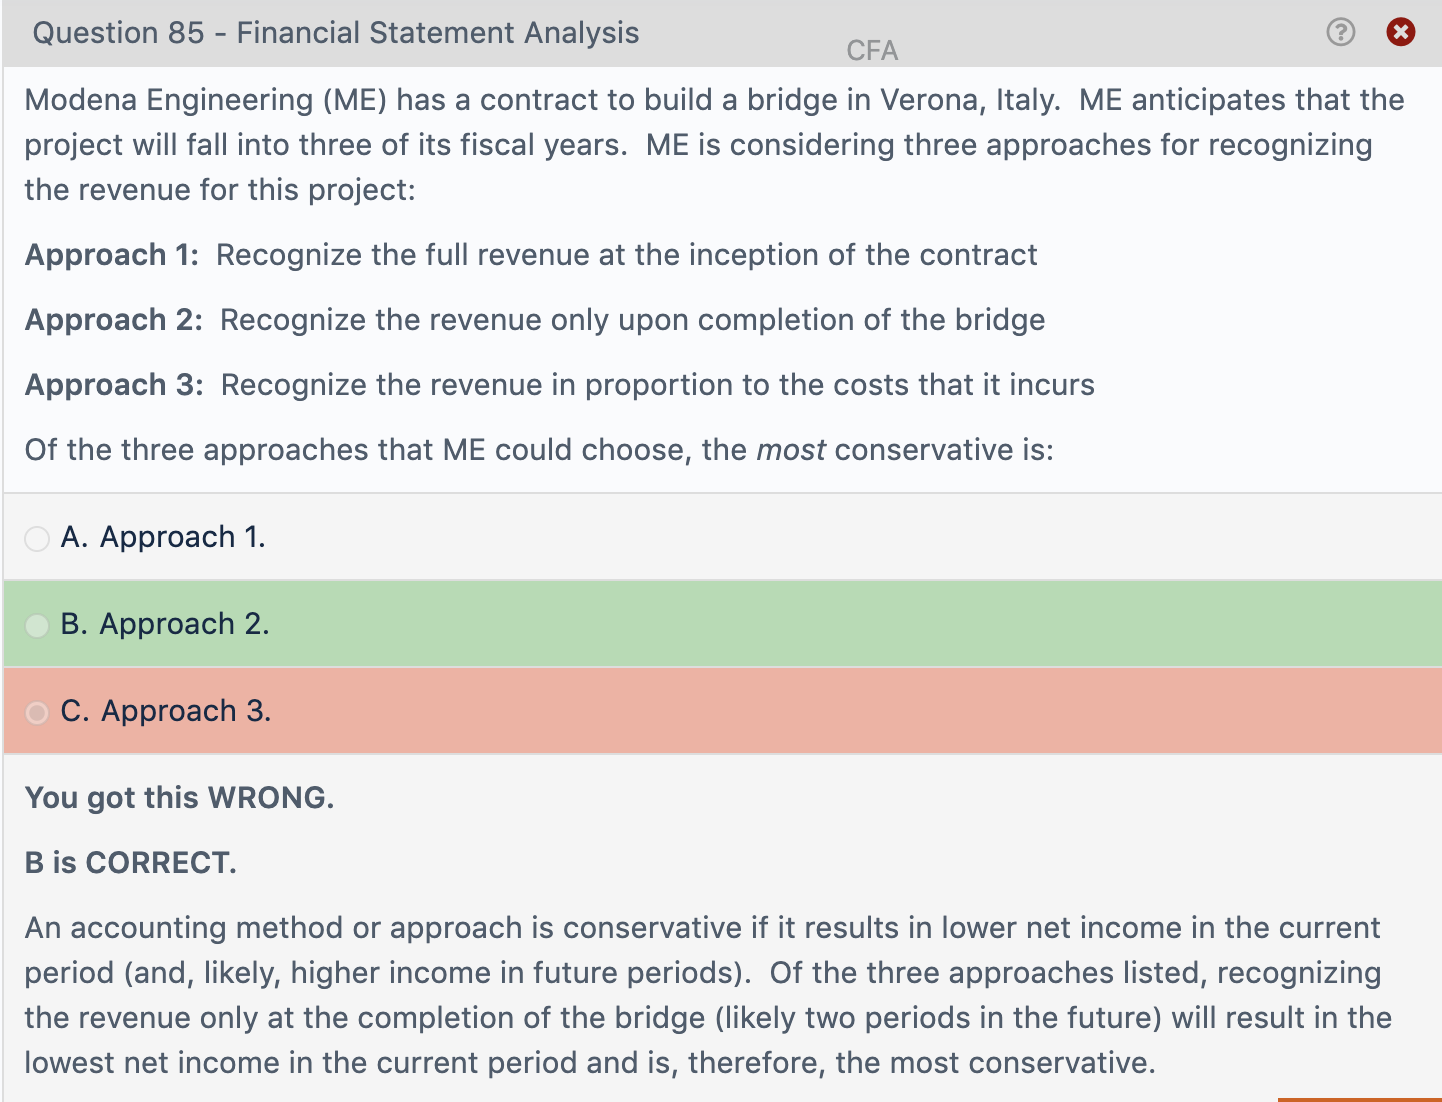 Question 85 - Financial Statement Analysis
CFA
Modena Engineering (ME) has a contract to build a bridge in Verona, Italy.  ME anticipates that the
project will fall into three of its fiscal years.  ME is considering three approaches for recognizing
the revenue for this project:
Approach 1:  Recognize the full revenue at the inception of the contract
Approach 2:  Recognize the revenue only upon completion of the bridge
Approach 3:  Recognize the revenue in proportion to the costs that it incurs
Of the three approaches that ME could choose, the most conservative is:
A. Approach 1.
B. Approach 2.
C. Approach 3.
You got this WRONG.
B is CORRECT.
An accounting method or approach is conservative if it results in lower net income in the current
period (and, likely, higher income in future periods).  Of the three approaches listed, recognizing
the revenue only at the completion of the bridge (likely two periods in the future) will result in the
lowest net income in the current period and is, therefore, the most conservative.